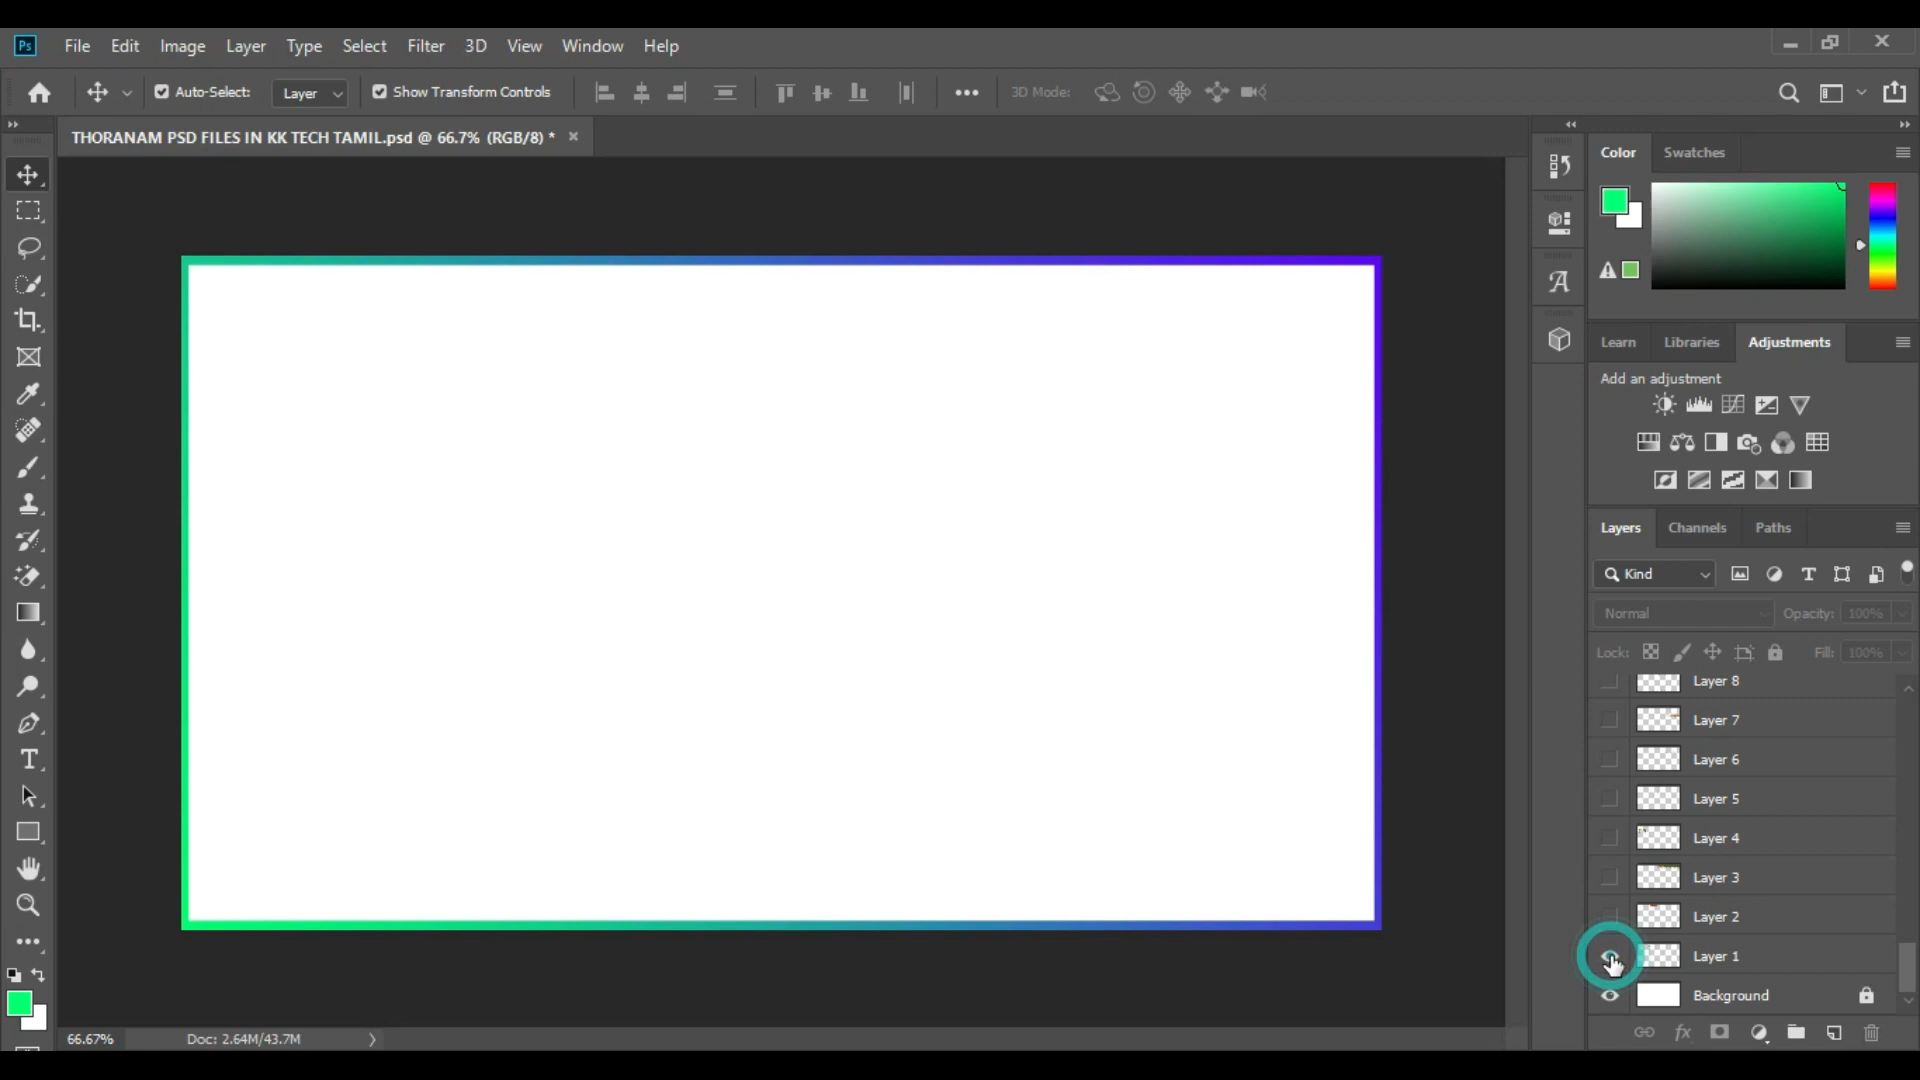 Ps File Edit Image Layer Type Select Filter 3D View Window Help
Auto-Select: Layer Show Transform Controls 3D Mode:
THORANAM PSD FILES IN KK TECH TAMIL.psd @ 66.7% (RGB/8) *
Color Swatches
Learn Libraries Adjustments
Add an adjustment
Layers Channels Paths
Kind
Normal Opacity: 100%
Lock: Fill: 100%
Layer 8
Layer 7
Layer 6
Layer 5
Layer 4
Layer 3
Layer 2
Layer 1
Background
66.67% Doc: 2.64M/43.7M